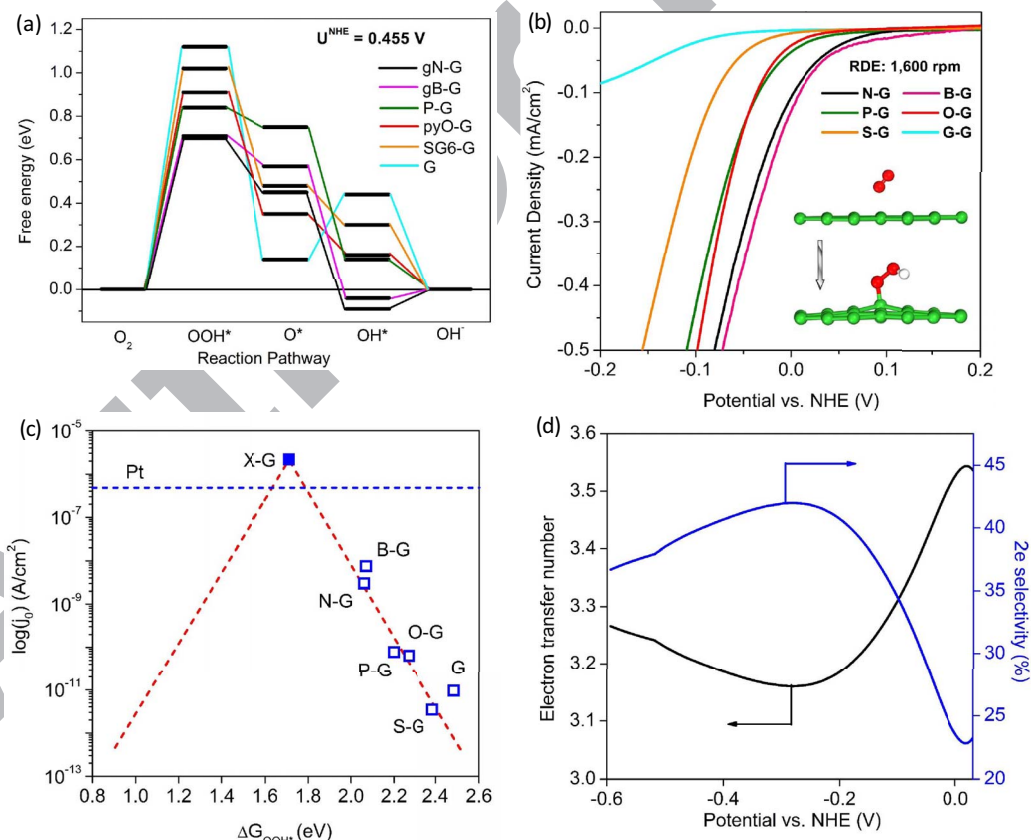 (a)
U^NHE = 0.455 V
gN-G
gB-G
P-G
pyO-G
SG6-G
G
1.2
1.0
0.8
0.6
0.4
0.2
0.0
Free energy (eV)
O₂ OOH* O* OH* OH⁻
Reaction Pathway
(b)
RDE: 1,600 rpm
N-G B-G
P-G O-G
S-G G-G
0.0
-0.1
-0.2
-0.3
-0.4
-0.5
Current Density (mA/cm²)
-0.2 -0.1 0.0 0.1 0.2
Potential vs. NHE (V)
(c)
10⁻⁵
10⁻⁷
10⁻⁹
10⁻¹¹
10⁻¹³
log(j₀) (A/cm²)
Pt
X-G
B-G
N-G
O-G
P-G
G
S-G
0.8 1.0 1.2 1.4 1.6 1.8 2.0 2.2 2.4 2.6
ΔG_OOH* (eV)
(d)
3.6
3.5
3.4
3.3
3.2
3.1
3.0
Electron transfer number
45
40
35
30
25
20
2e selectivity (%)
-0.6 -0.4 -0.2 0.0
Potential vs. NHE (V)